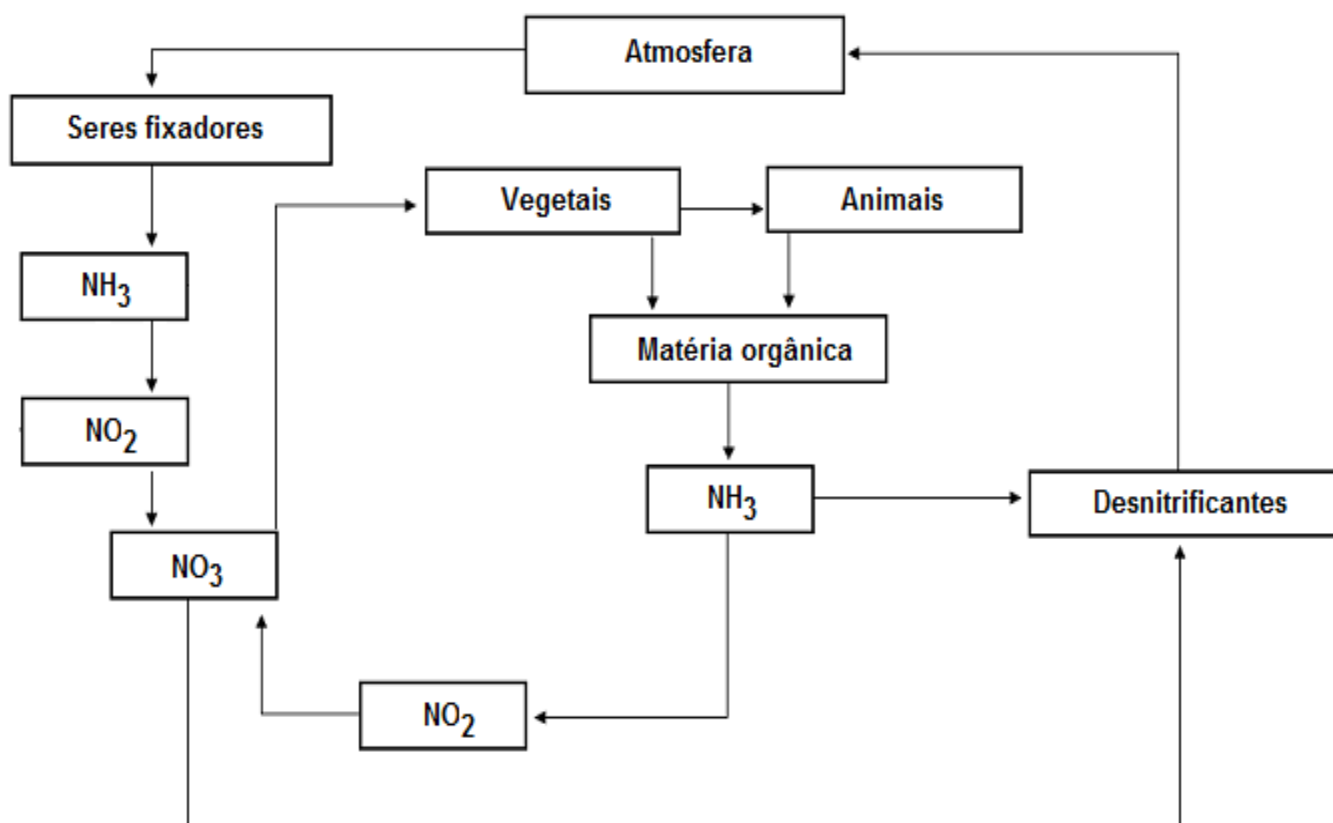 Atmosfera
Seres fixadores
Vegetais
Animais
NH3
Matéria orgânica
NO2
NH3
Desnitrificantes
NO3
NO2